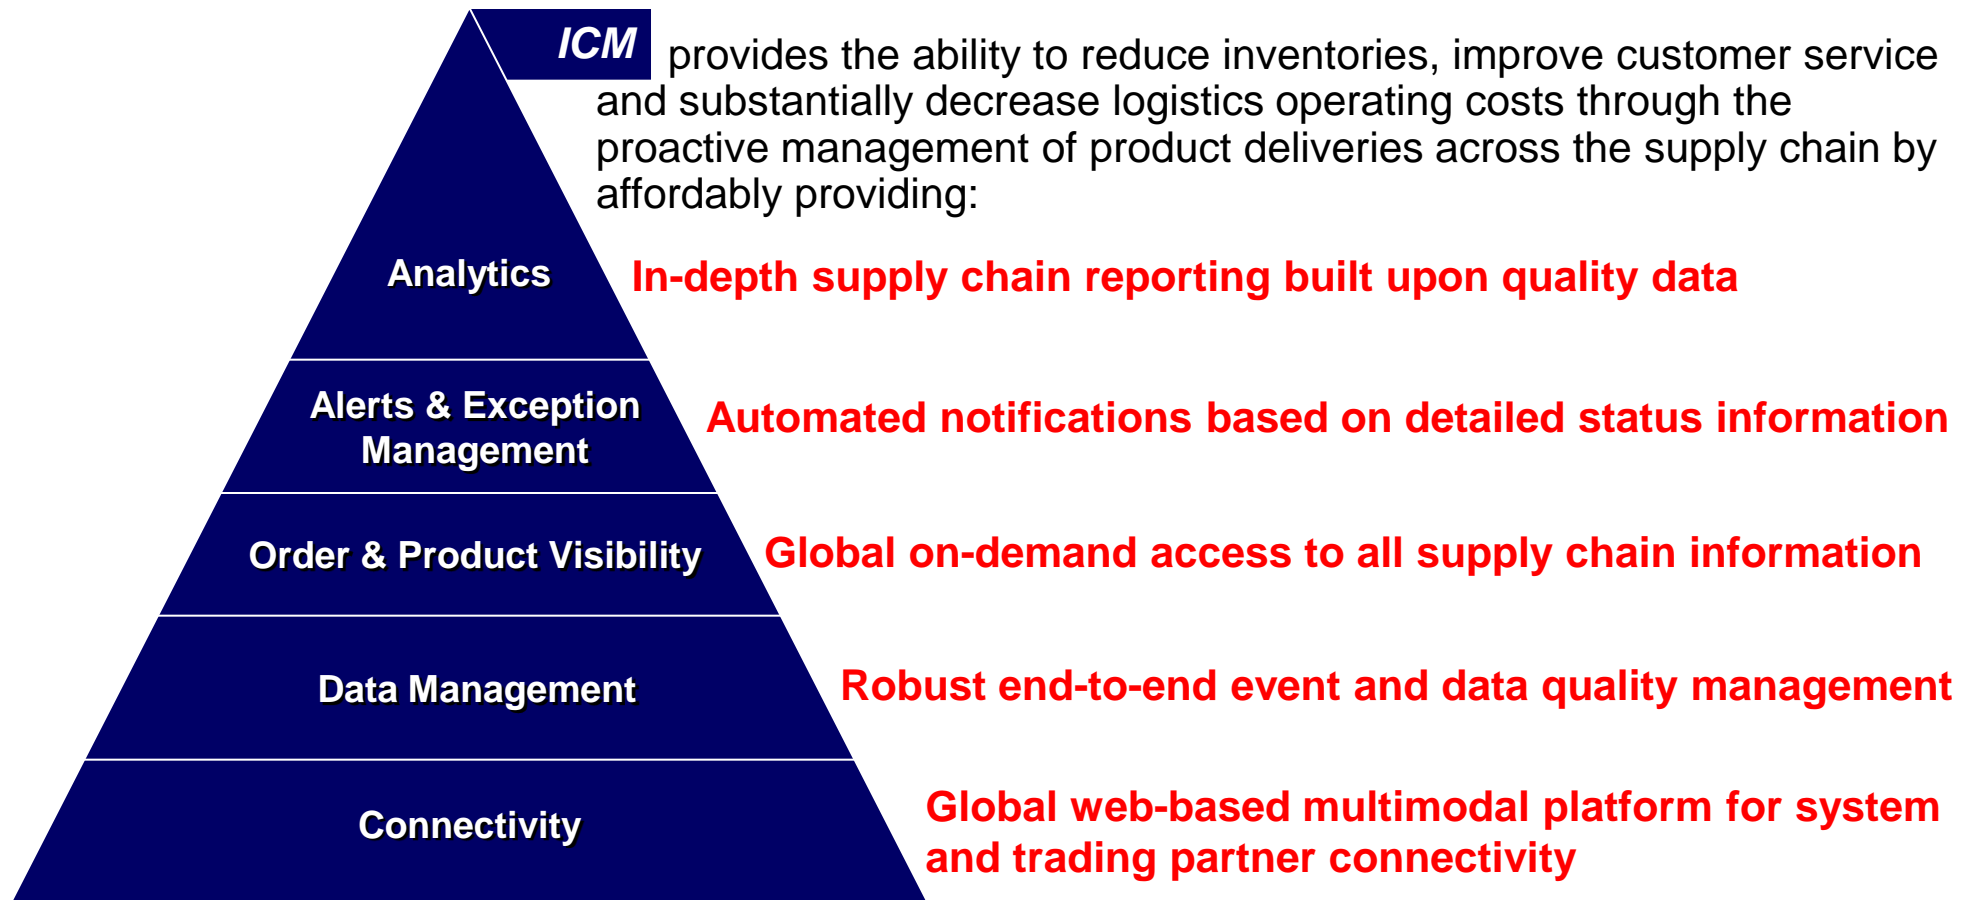 ICM provides the ability to reduce inventories, improve customer service
and substantially decrease logistics operating costs through the
proactive management of product deliveries across the supply chain by
affordably providing:
Analytics
In-depth supply chain reporting built upon quality data
Alerts & Exception
Management
Automated notifications based on detailed status information
Order & Product Visibility
Global on-demand access to all supply chain information
Data Management
Robust end-to-end event and data quality management
Connectivity
Global web-based multimodal platform for system
and trading partner connectivity